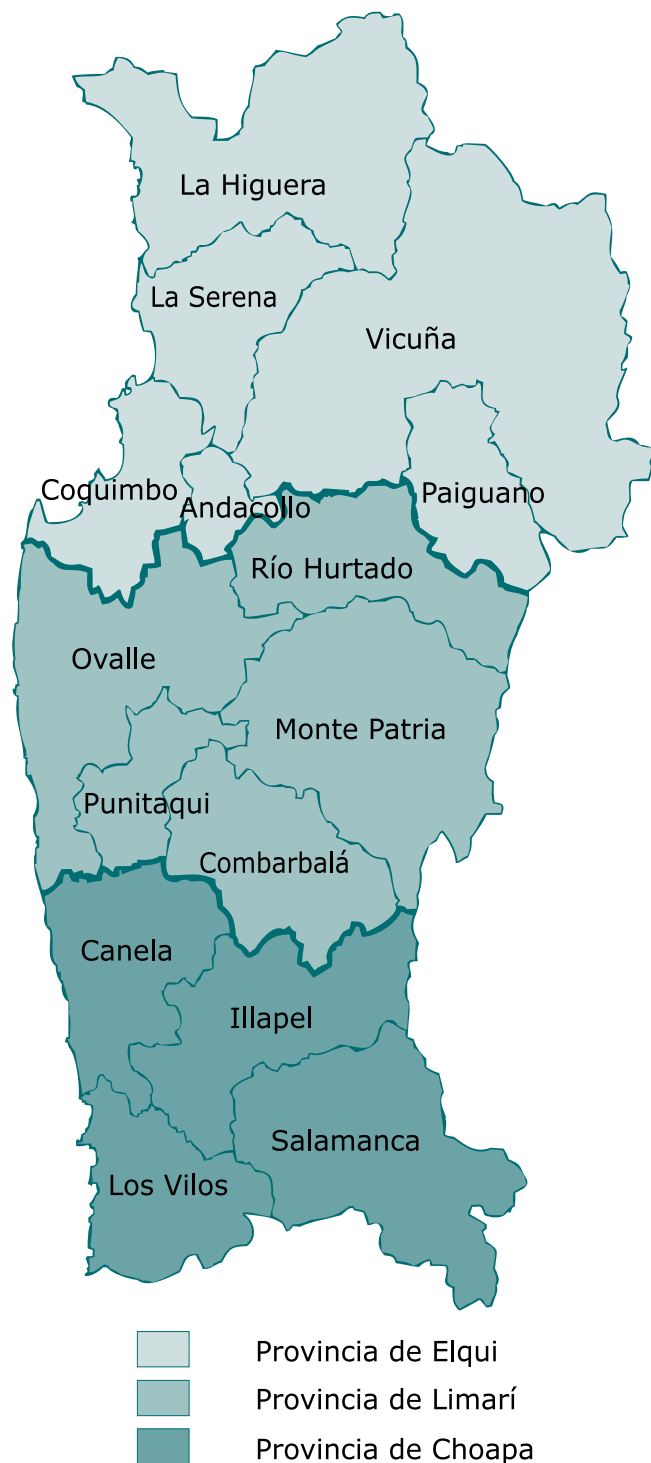 La Higuera
La Serena
Vicuña
Coquimbo
Andacollo
Paiguano
Río Hurtado
Ovalle
Monte Patria
Punitaqui
Combarbalá
Canela
Illapel
Salamanca
Los Vilos
Provincia de Elqui
Provincia de Limarí
Provincia de Choapa